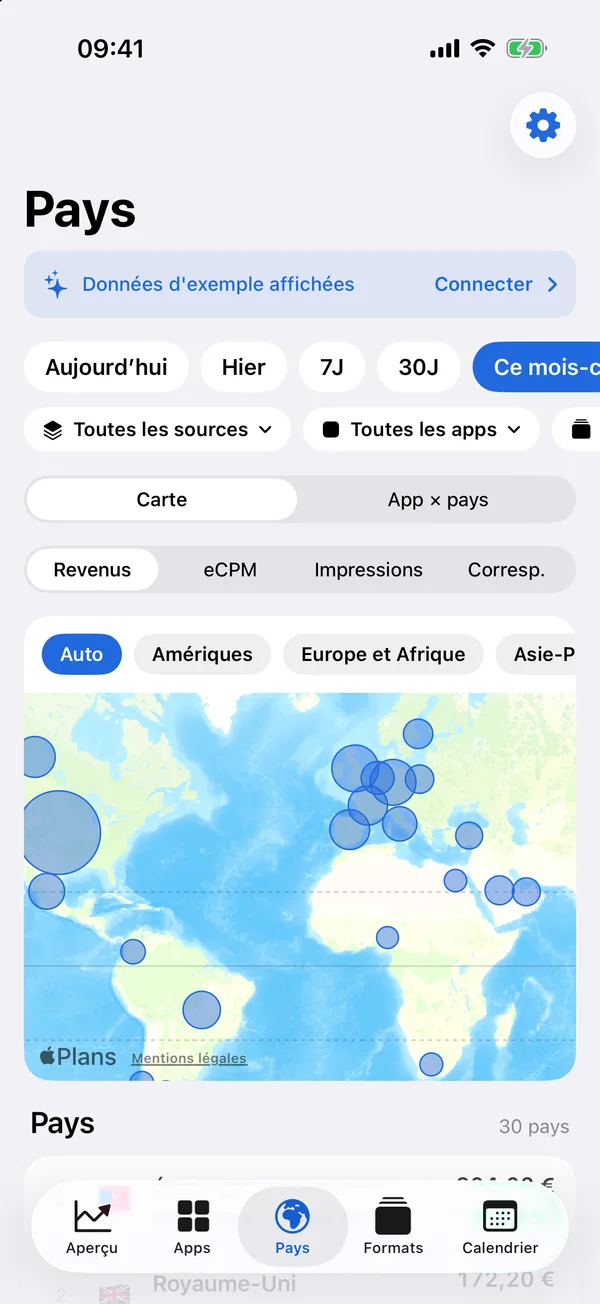 09:41
Pays
Données d'exemple affichées Connecter
Aujourd’hui Hier 7J 30J Ce mois-c
Toutes les sources Toutes les apps
Carte App × pays
Revenus eCPM Impressions Corresp.
Auto Amériques Europe et Afrique Asie-P
Plans Mentions légales
Pays 30 pays
Aperçu Apps Pays Formats Calendrier
2 Royaume-Uni 172,20 €